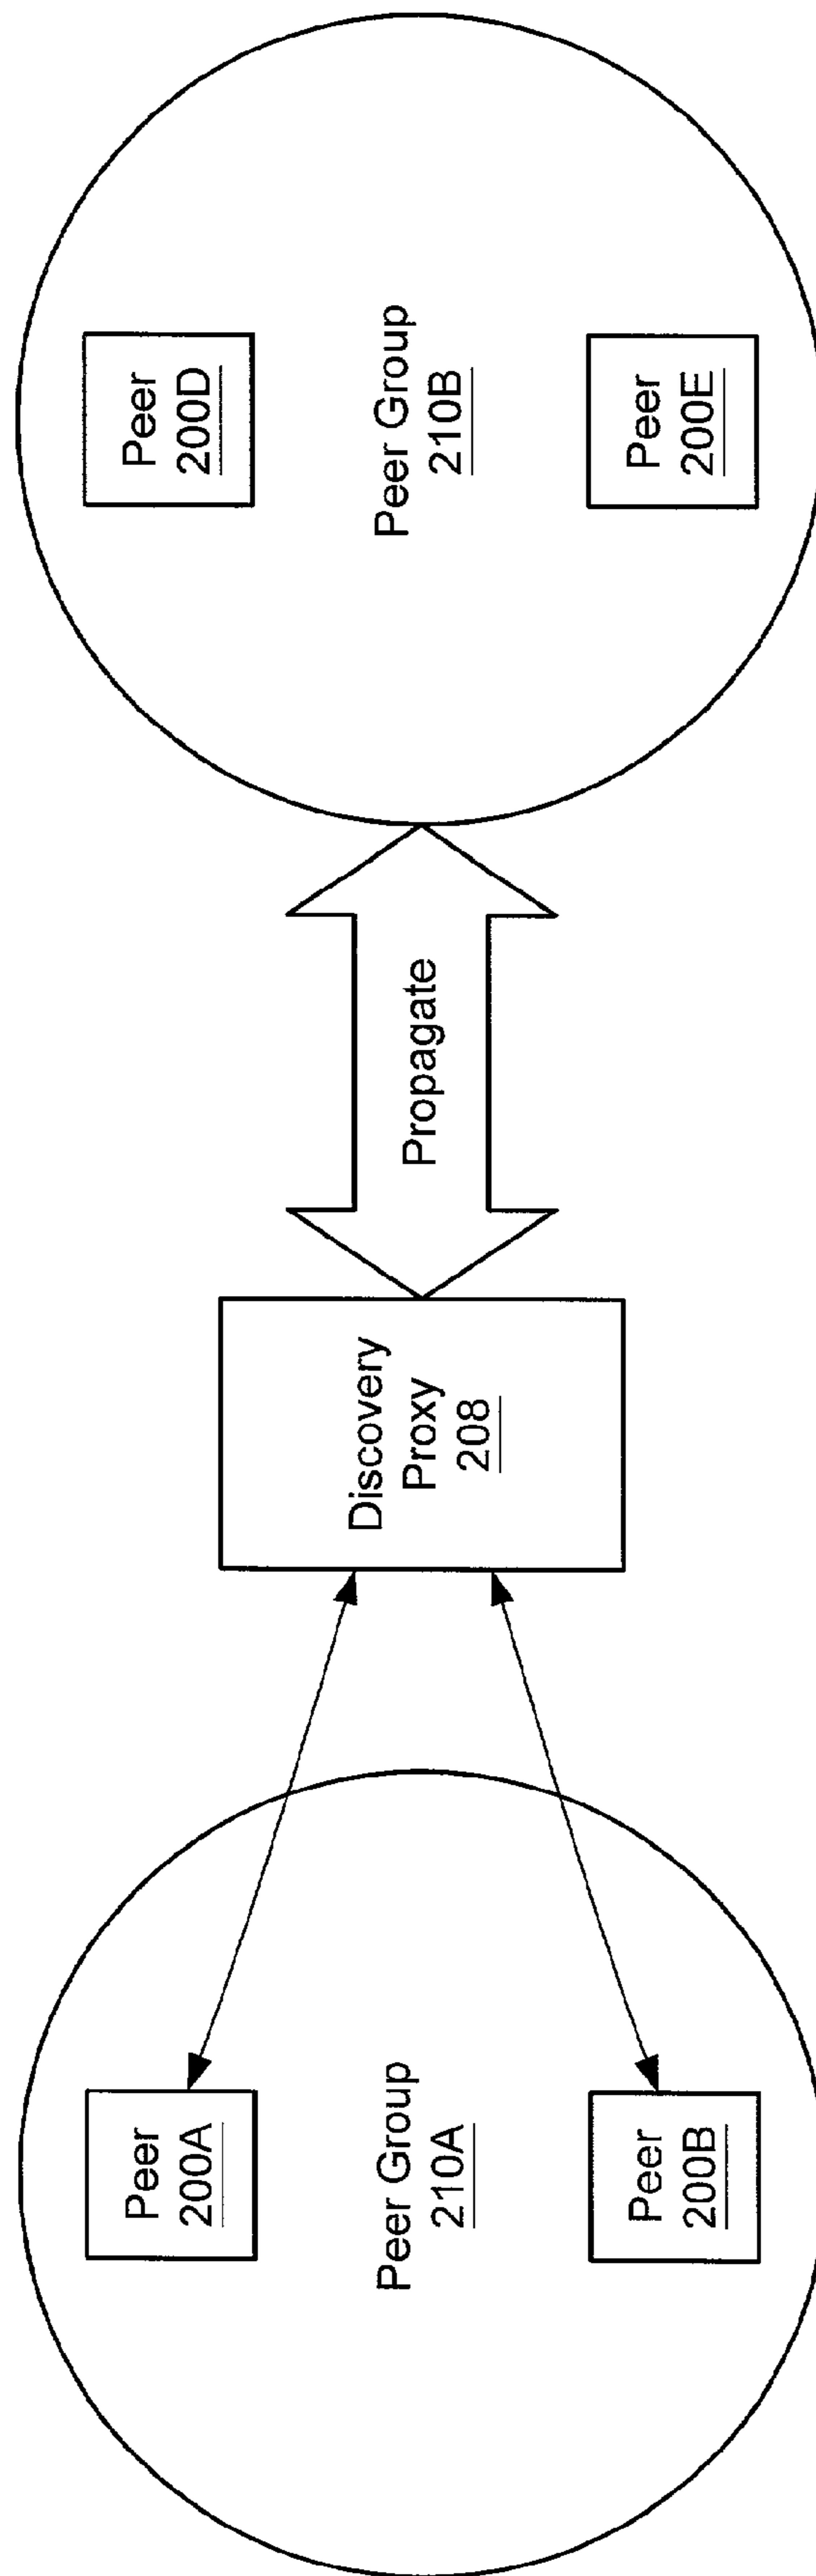 Peer
200A
Peer Group
210A
Peer
200B
Discovery
Proxy
208
Propagate
Peer
200D
Peer Group
210B
Peer
200E